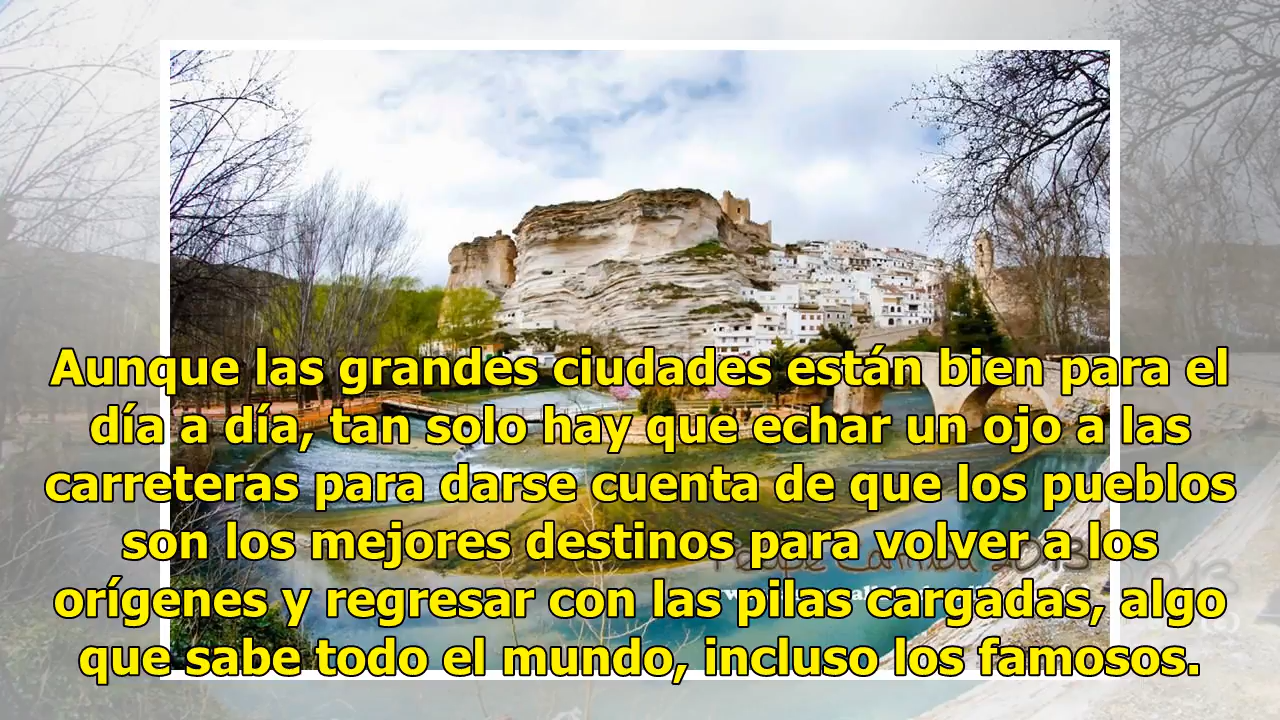 Aunque las grandes ciudades están bien para el
día a día, tan solo hay que echar un ojo a las
carreteras para darse cuenta de que los pueblos
son los mejores destinos para volver a los
orígenes y regresar con las pilas cargadas, algo
que sabe todo el mundo, incluso los famosos.
2013